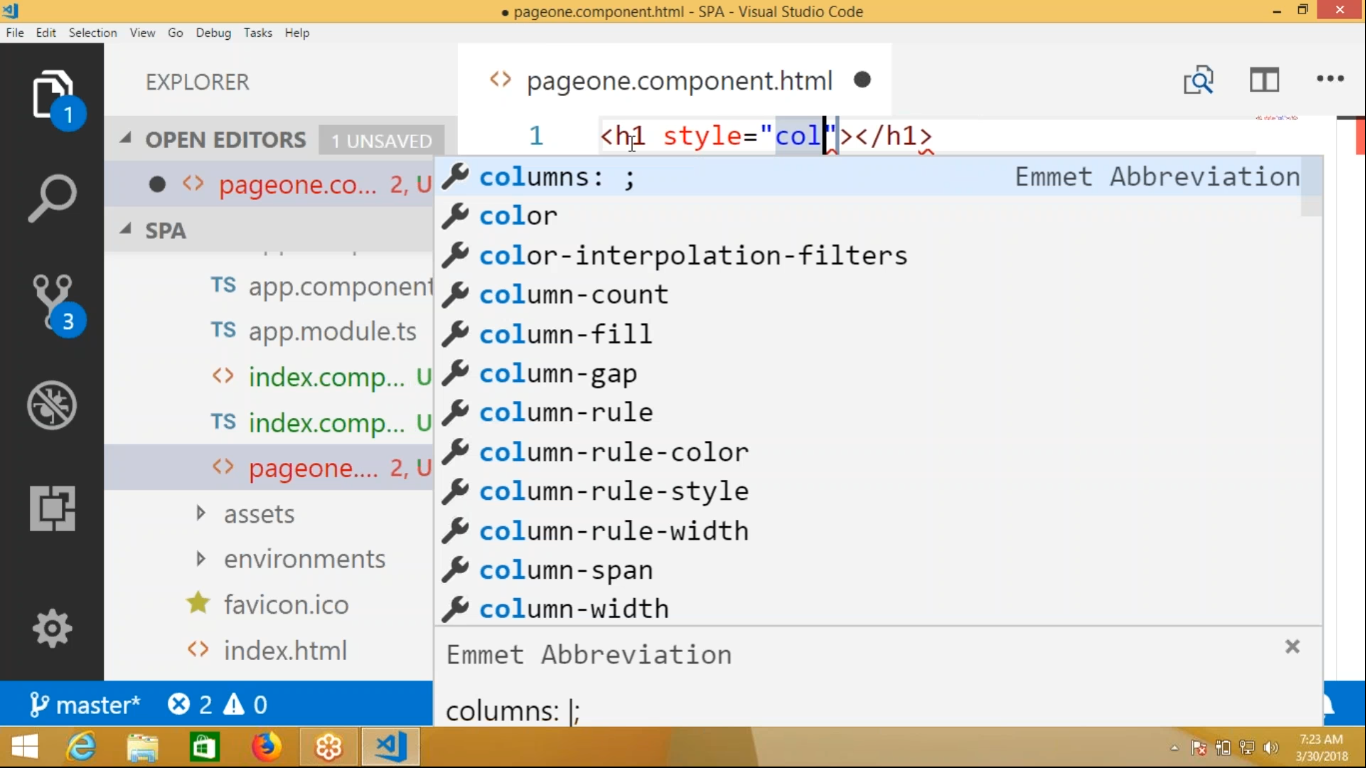 ● pageone.component.html - SPA - Visual Studio Code
File Edit Selection View Go Debug Tasks Help
EXPLORER
OPEN EDITORS 1 UNSAVED
pageone.co... 2, U
SPA
app.component
app.module.ts
index.comp... U
index.comp... U
pageone.... 2, U
assets
environments
favicon.ico
index.html
pageone.component.html
1 <h1 style="col"></h1>
columns: ; Emmet Abbreviation
color
color-interpolation-filters
column-count
column-fill
column-gap
column-rule
column-rule-color
column-rule-style
column-rule-width
column-span
column-width
Emmet Abbreviation
columns: |;
1
3
TS
TS
TS
master* 2 0
7:23 AM
3/30/2018